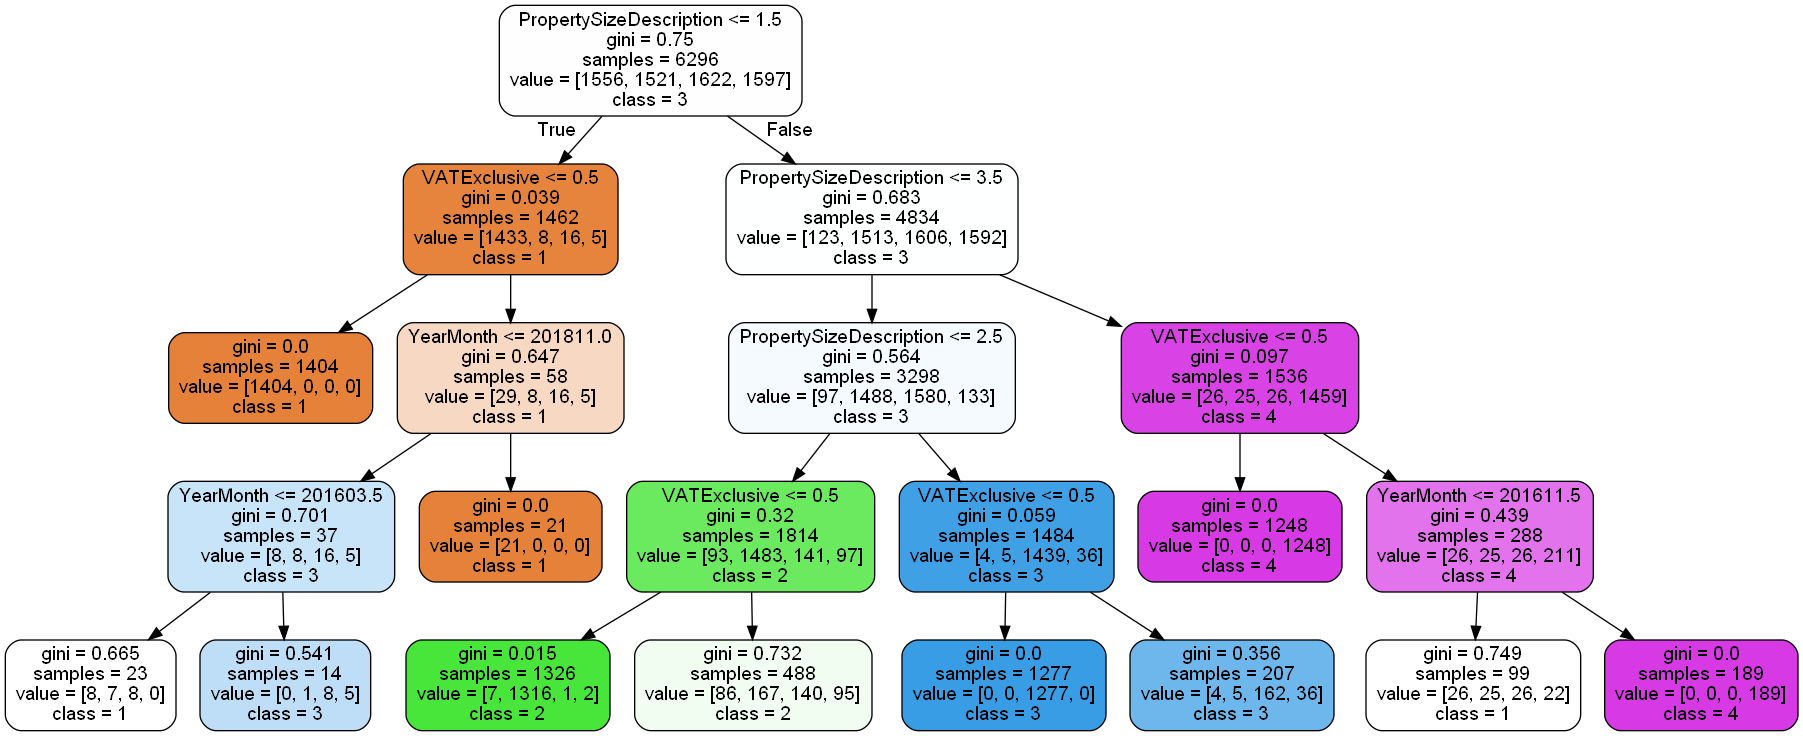 PropertySizeDescription <= 1.5
gini = 0.75
samples = 6296
value = [1556, 1521, 1622, 1597]
class = 3
True
False
VATExclusive <= 0.5
gini = 0.039
samples = 1462
value = [1433, 8, 16, 5]
class = 1
PropertySizeDescription <= 3.5
gini = 0.683
samples = 4834
value = [123, 1513, 1606, 1592]
class = 3
gini = 0.0
samples = 1404
value = [1404, 0, 0, 0]
class = 1
YearMonth <= 201811.0
gini = 0.647
samples = 58
value = [29, 8, 16, 5]
class = 1
PropertySizeDescription <= 2.5
gini = 0.564
samples = 3298
value = [97, 1488, 1580, 133]
class = 3
VATExclusive <= 0.5
gini = 0.097
samples = 1536
value = [26, 25, 26, 1459]
class = 4
YearMonth <= 201603.5
gini = 0.701
samples = 37
value = [8, 8, 16, 5]
class = 3
gini = 0.0
samples = 21
value = [21, 0, 0, 0]
class = 1
VATExclusive <= 0.5
gini = 0.32
samples = 1814
value = [93, 1483, 141, 97]
class = 2
VATExclusive <= 0.5
gini = 0.059
samples = 1484
value = [4, 5, 1439, 36]
class = 3
gini = 0.0
samples = 1248
value = [0, 0, 0, 1248]
class = 4
YearMonth <= 201611.5
gini = 0.439
samples = 288
value = [26, 25, 26, 211]
class = 4
gini = 0.665
samples = 23
value = [8, 7, 8, 0]
class = 1
gini = 0.541
samples = 14
value = [0, 1, 8, 5]
class = 3
gini = 0.015
samples = 1326
value = [7, 1316, 1, 2]
class = 2
gini = 0.732
samples = 488
value = [86, 167, 140, 95]
class = 2
gini = 0.0
samples = 1277
value = [0, 0, 1277, 0]
class = 3
gini = 0.356
samples = 207
value = [4, 5, 162, 36]
class = 3
gini = 0.749
samples = 99
value = [26, 25, 26, 22]
class = 1
gini = 0.0
samples = 189
value = [0, 0, 0, 189]
class = 4